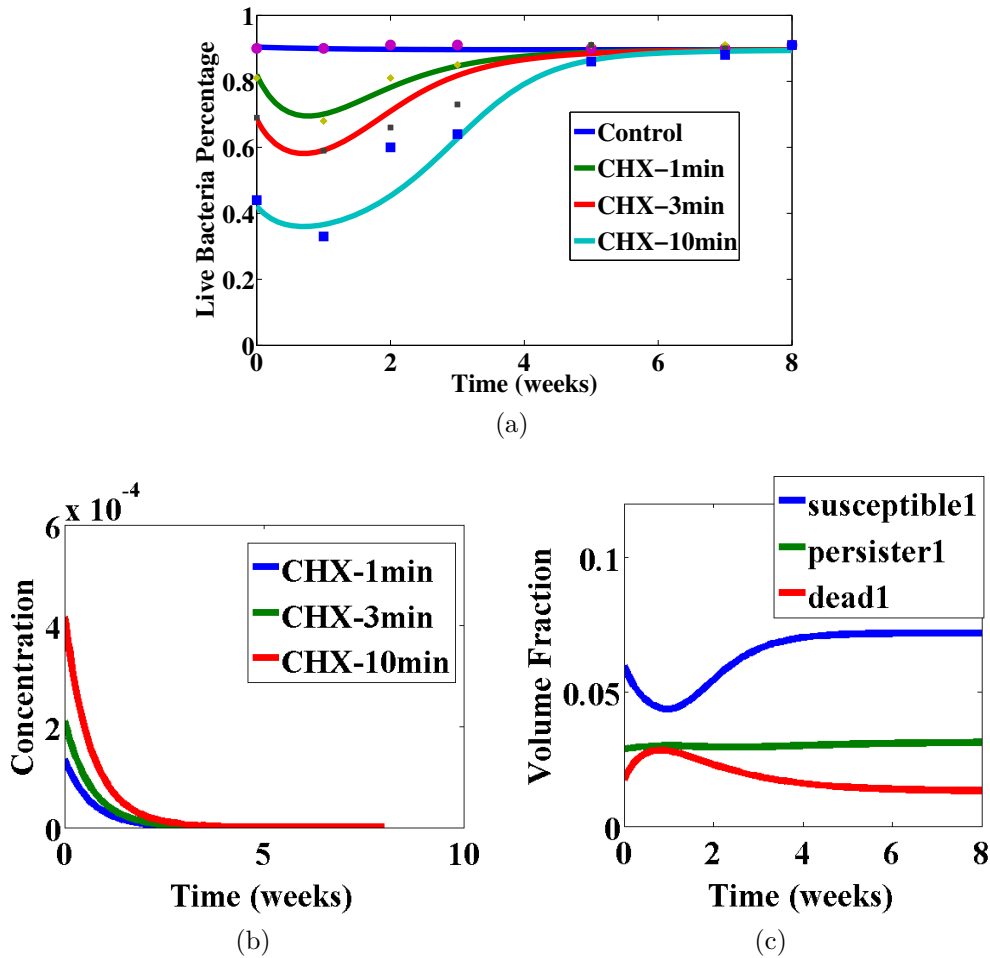 1
0.8
0.6
0.4
0.2
0
Live Bacteria Percentage
Control
CHX−1min
CHX−3min
CHX−10min
0 2 4 6 8
Time (weeks)
(a)
x 10^-4
6
4
2
0
Concentration
CHX-1min
CHX-3min
CHX-10min
0 5 10
Time (weeks)
(b)
susceptible1
persister1
dead1
0.1
0.05
0
Volume Fraction
0 2 4 6 8
Time (weeks)
(c)